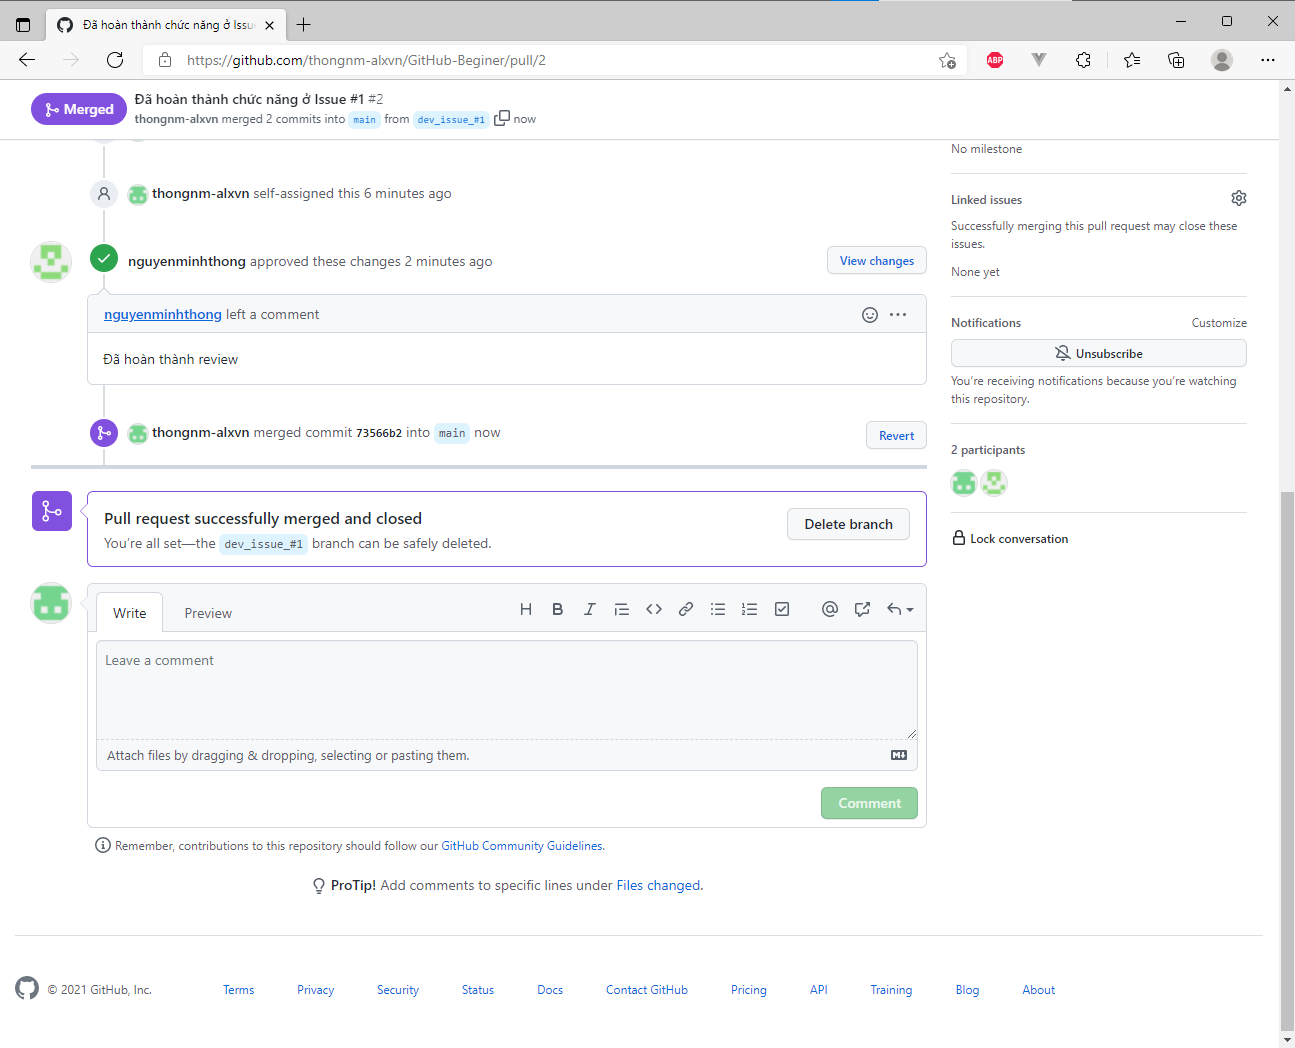 Đã hoàn thành chức năng ở Issu
https://github.com/thongnm-alxvn/GitHub-Beginer/pull/2
ABP
Merged
Đã hoàn thành chức năng ở Issue #1 #2
thongnm-alxvn merged 2 commits into main from dev_issue_#1 now
thongnm-alxvn self-assigned this 6 minutes ago
nguyenminhthong approved these changes 2 minutes ago
View changes
nguyenminhthong left a comment
Đã hoàn thành review
thongnm-alxvn merged commit 73566b2 into main now
Revert
Pull request successfully merged and closed
You're all set—the dev_issue_#1 branch can be safely deleted.
Delete branch
Write
Preview
Leave a comment
Attach files by dragging & dropping, selecting or pasting them.
Comment
Remember, contributions to this repository should follow our GitHub Community Guidelines.
ProTip! Add comments to specific lines under Files changed.
No milestone
Linked issues
Successfully merging this pull request may close these
issues.
None yet
Notifications
Customize
Unsubscribe
You're receiving notifications because you're watching
this repository.
2 participants
Lock conversation
© 2021 GitHub, Inc.
Terms
Privacy
Security
Status
Docs
Contact GitHub
Pricing
API
Training
Blog
About